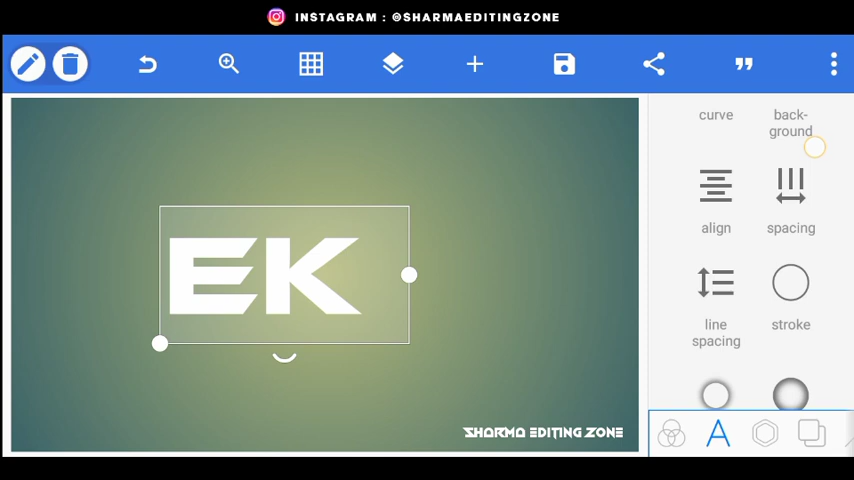 INSTAGRAM : @SHARMAEDITINGZONE
curve
back-
ground
EK
align
spacing
line
spacing
stroke
SHARMA EDITING ZONE